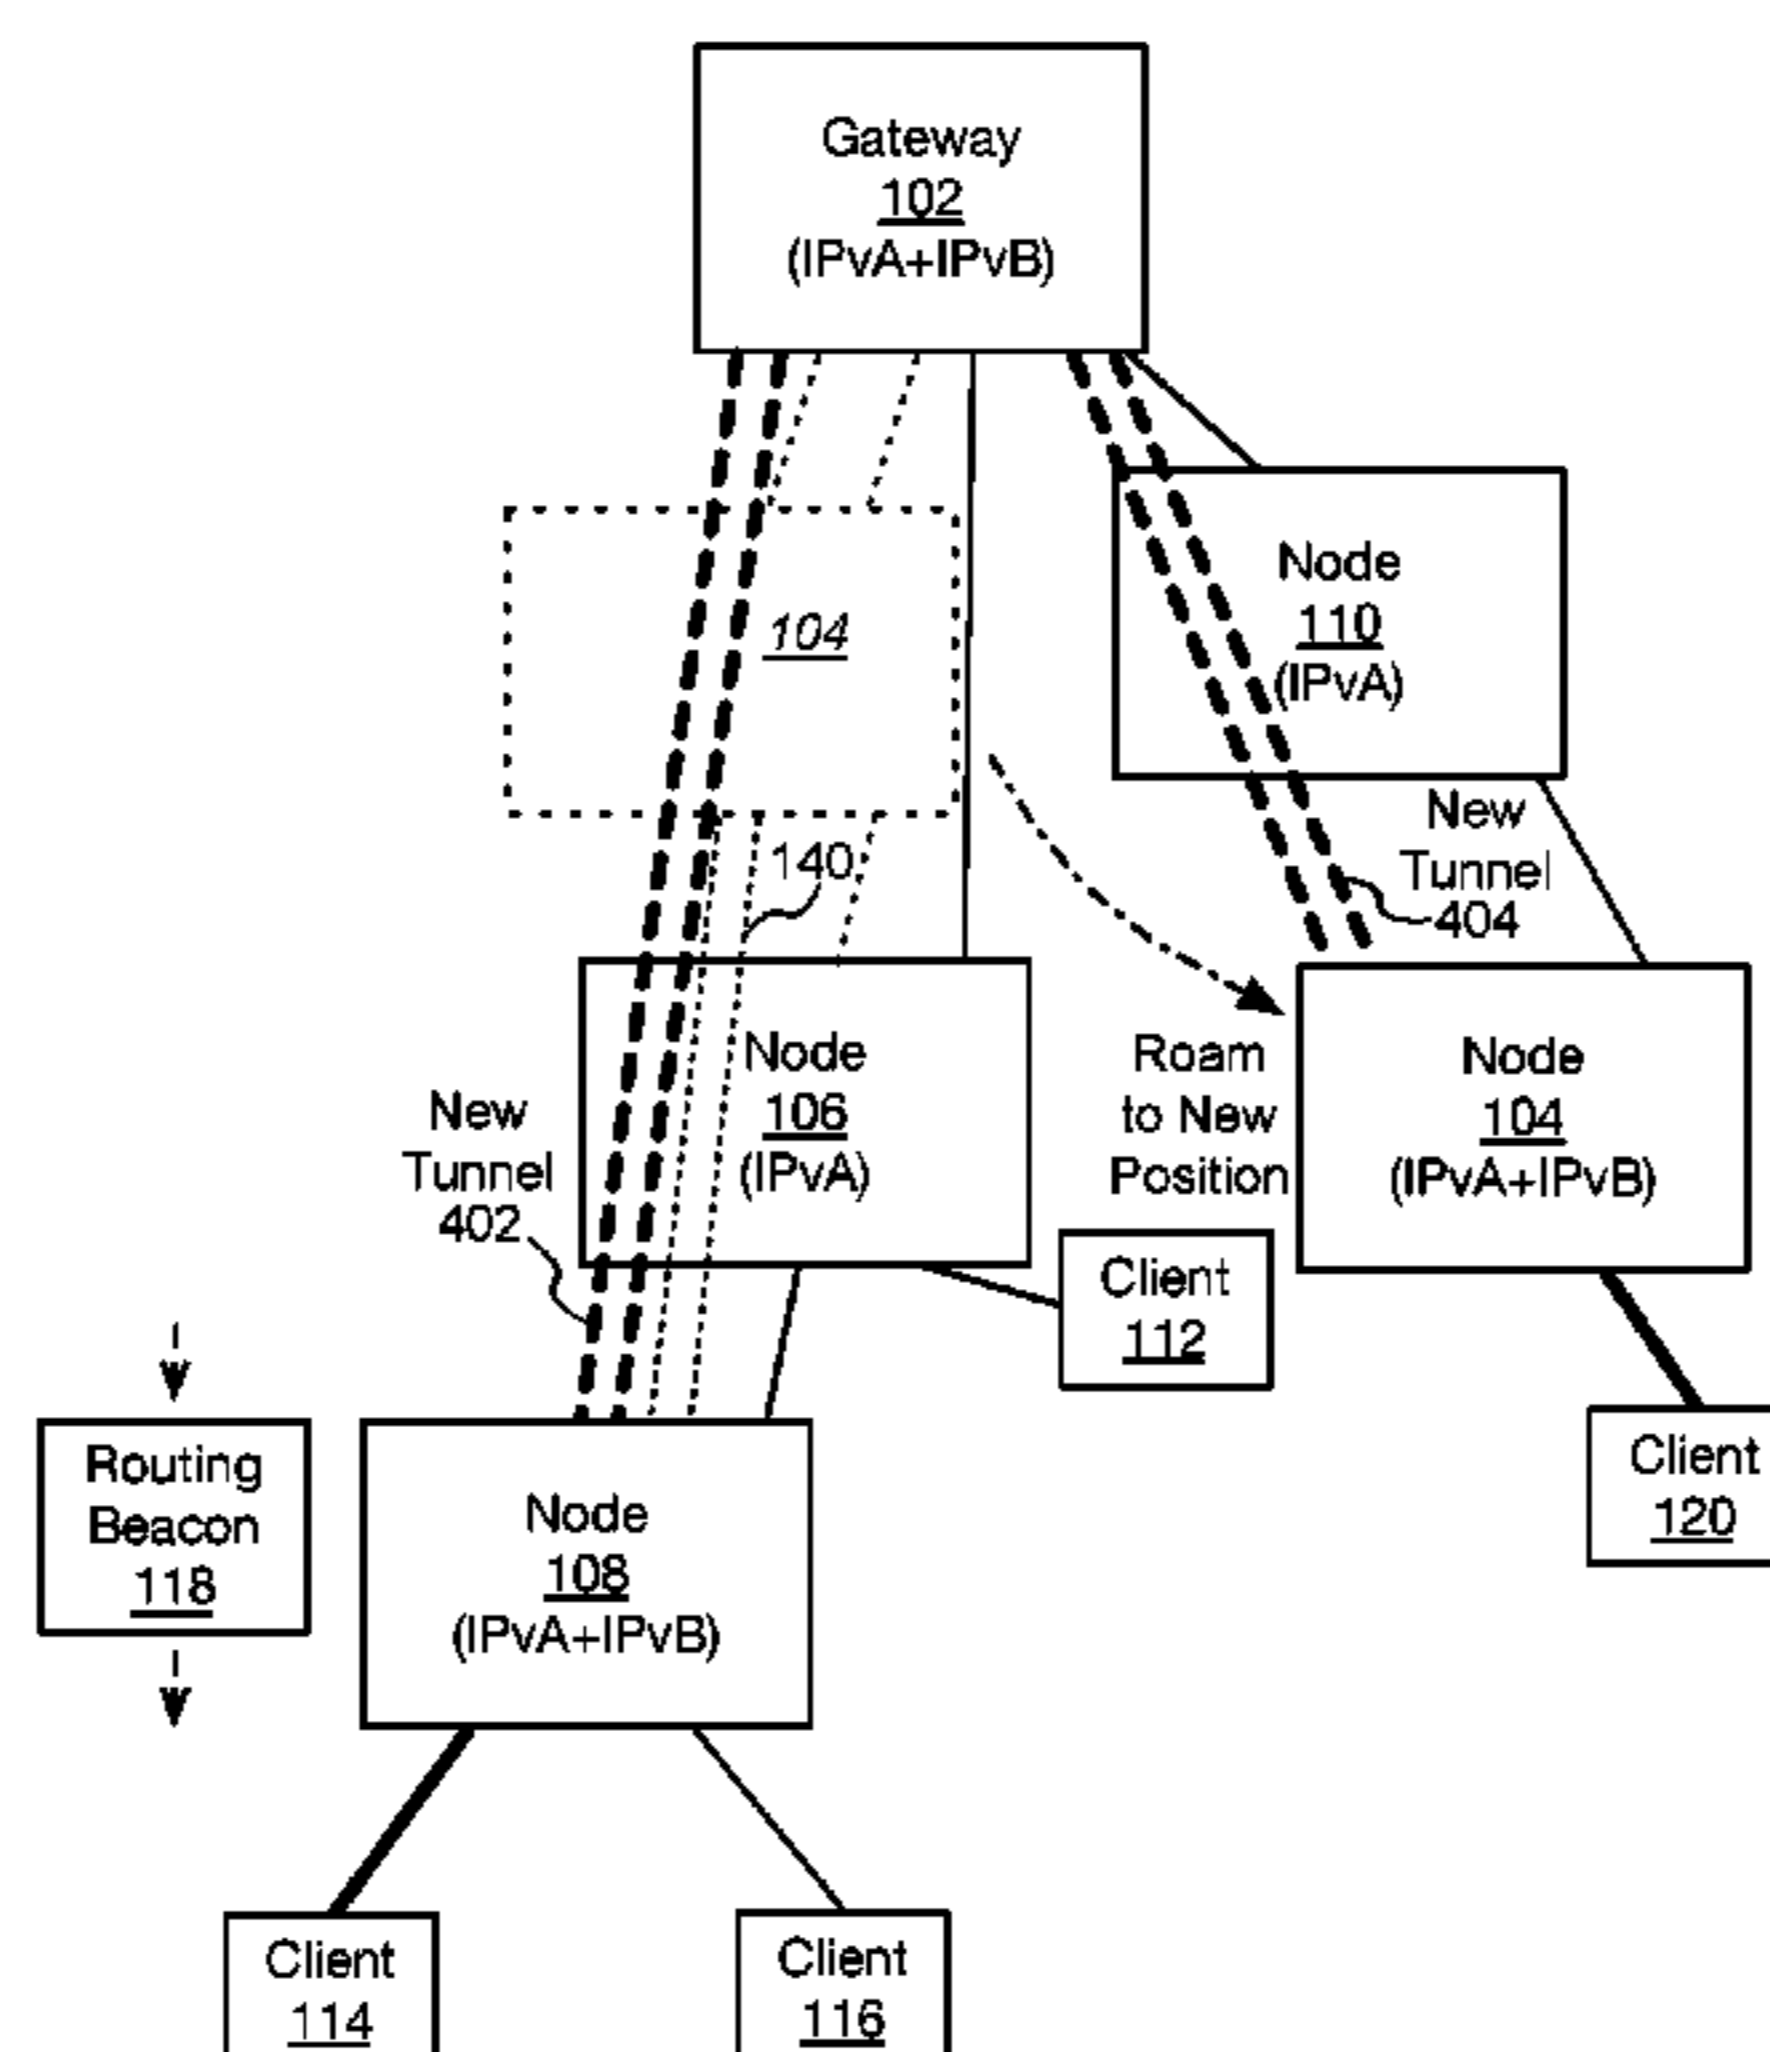 Gateway
102
(IPvA+IPvB)
Node
110
(IPvA)
104
New
Tunnel
404
140
Node
106
(IPvA)
Roam
to New
Position
Node
104
(IPvA+IPvB)
New
Tunnel
402
Client
112
Client
120
Routing
Beacon
118
Node
108
(IPvA+IPvB)
Client
114
Client
116